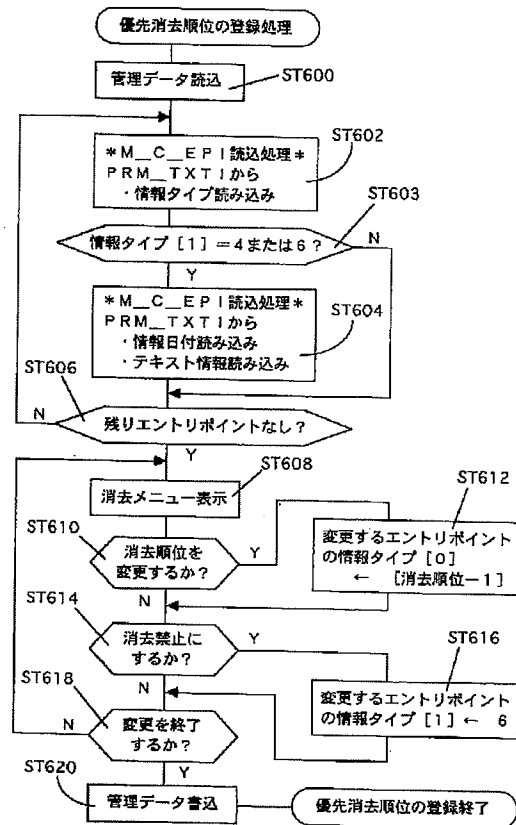 優先消去順位の登録処理
管理データ読込
ST600
*M_C_EPI読込処理*
PRM_TXTIから
・情報タイプ読み込み
ST602
ST603
情報タイプ[1]=4または6?
N
Y
*M_C_EPI読込処理*
PRM_TXTIから
・情報日付読み込み
・テキスト情報読み込み
ST604
ST606
N
残りエントリポイントなし?
Y
消去メニュー表示
ST608
ST610
消去順位を
変更するか?
Y
N
ST612
変更するエントリポイント
の情報タイプ[0]
← [消去順位-1]
ST614
消去禁止に
するか?
Y
N
ST616
変更するエントリポイント
の情報タイプ[1]← 6
ST618
N
変更を終了
するか?
Y
ST620
管理データ書込
優先消去順位の登録終了